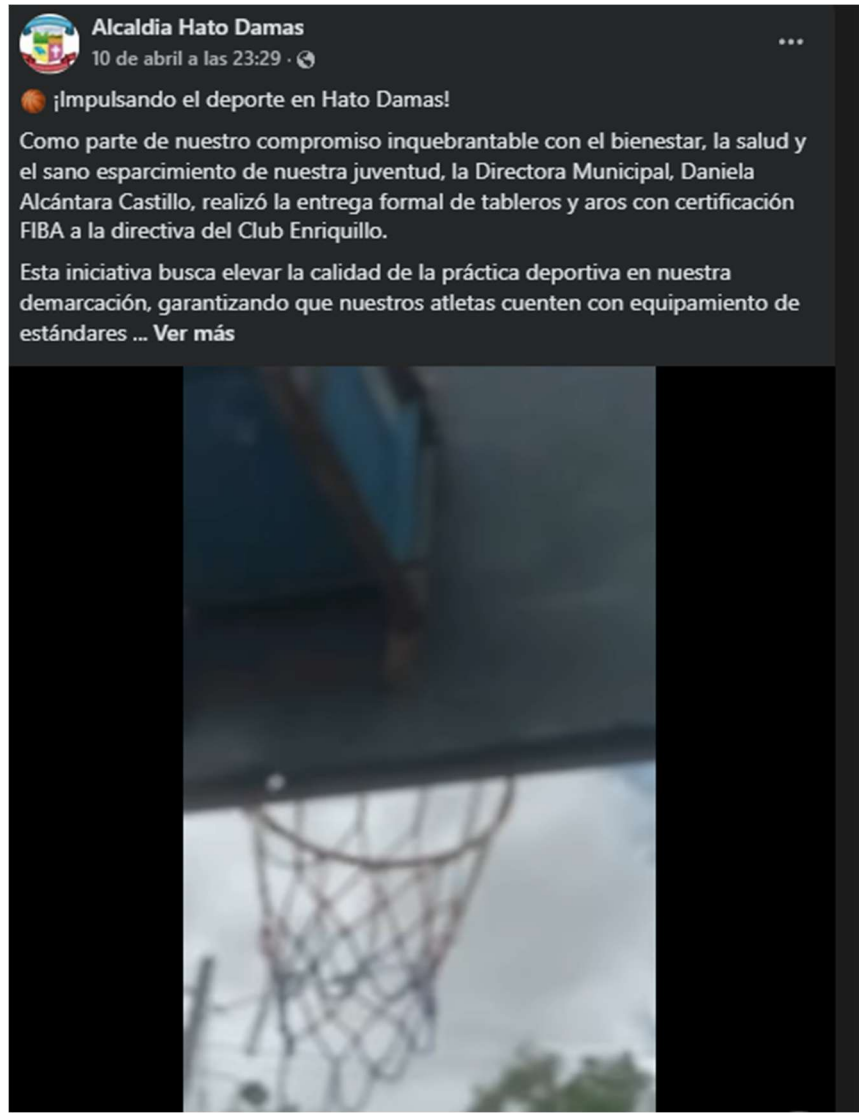 Alcaldia Hato Damas
10 de abril a las 23:29 ·
¡Impulsando el deporte en Hato Damas!
Como parte de nuestro compromiso inquebrantable con el bienestar, la salud y
el sano esparcimiento de nuestra juventud, la Directora Municipal, Daniela
Alcántara Castillo, realizó la entrega formal de tableros y aros con certificación
FIBA a la directiva del Club Enriquillo.
Esta iniciativa busca elevar la calidad de la práctica deportiva en nuestra
demarcación, garantizando que nuestros atletas cuenten con equipamiento de
estándares ... Ver más